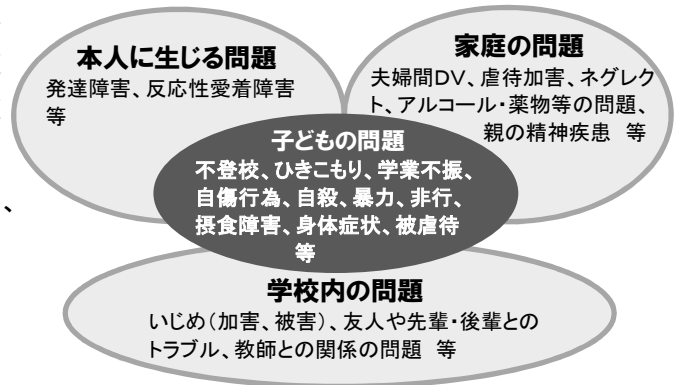 本人に生じる問題
発達障害、反応性愛着障害
等
家庭の問題
夫婦間DV、虐待加害、ネグレク
ト、アルコール・薬物等の問題、
親の精神疾患 等
子どもの問題
不登校、ひきこもり、学業不振、
自傷行為、自殺、暴力、非行、
摂食障害、身体症状、被虐待
等
、
学校内の問題
いじめ(加害、被害)、友人や先輩・後輩との
トラブル、教師との関係の問題 等